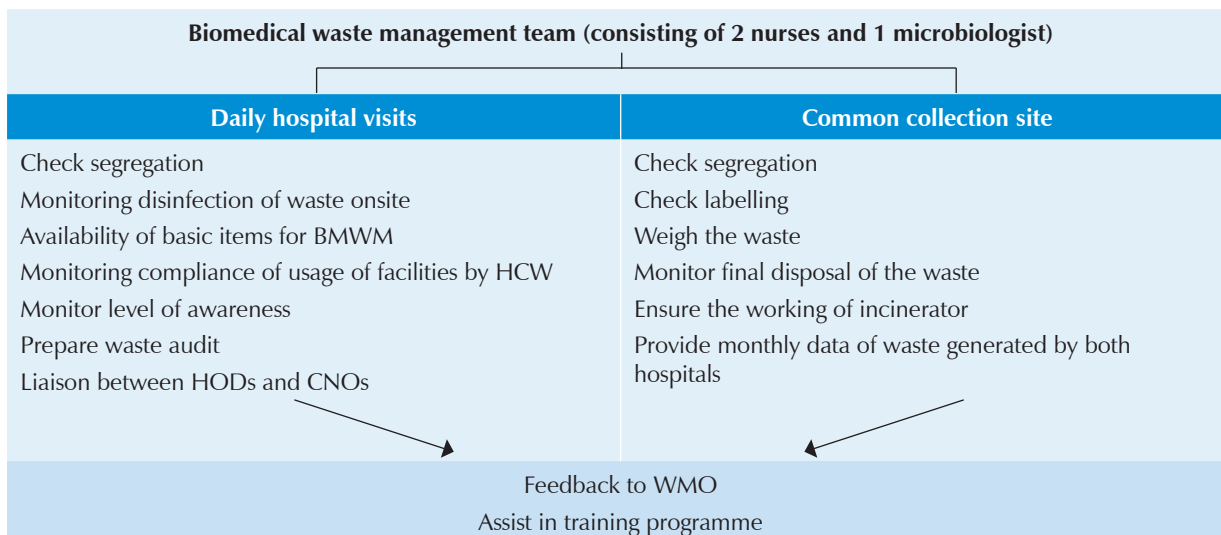 Biomedical waste management team (consisting of 2 nurses and 1 microbiologist)
Daily hospital visits
Check segregation
Monitoring disinfection of waste onsite
Availability of basic items for BMWM
Monitoring compliance of usage of facilities by HCW
Monitor level of awareness
Prepare waste audit
Liaison between HODs and CNOs
Common collection site
Check segregation
Check labelling
Weigh the waste
Monitor final disposal of the waste
Ensure the working of incinerator
Provide monthly data of waste generated by both
hospitals
Feedback to WMO
Assist in training programme